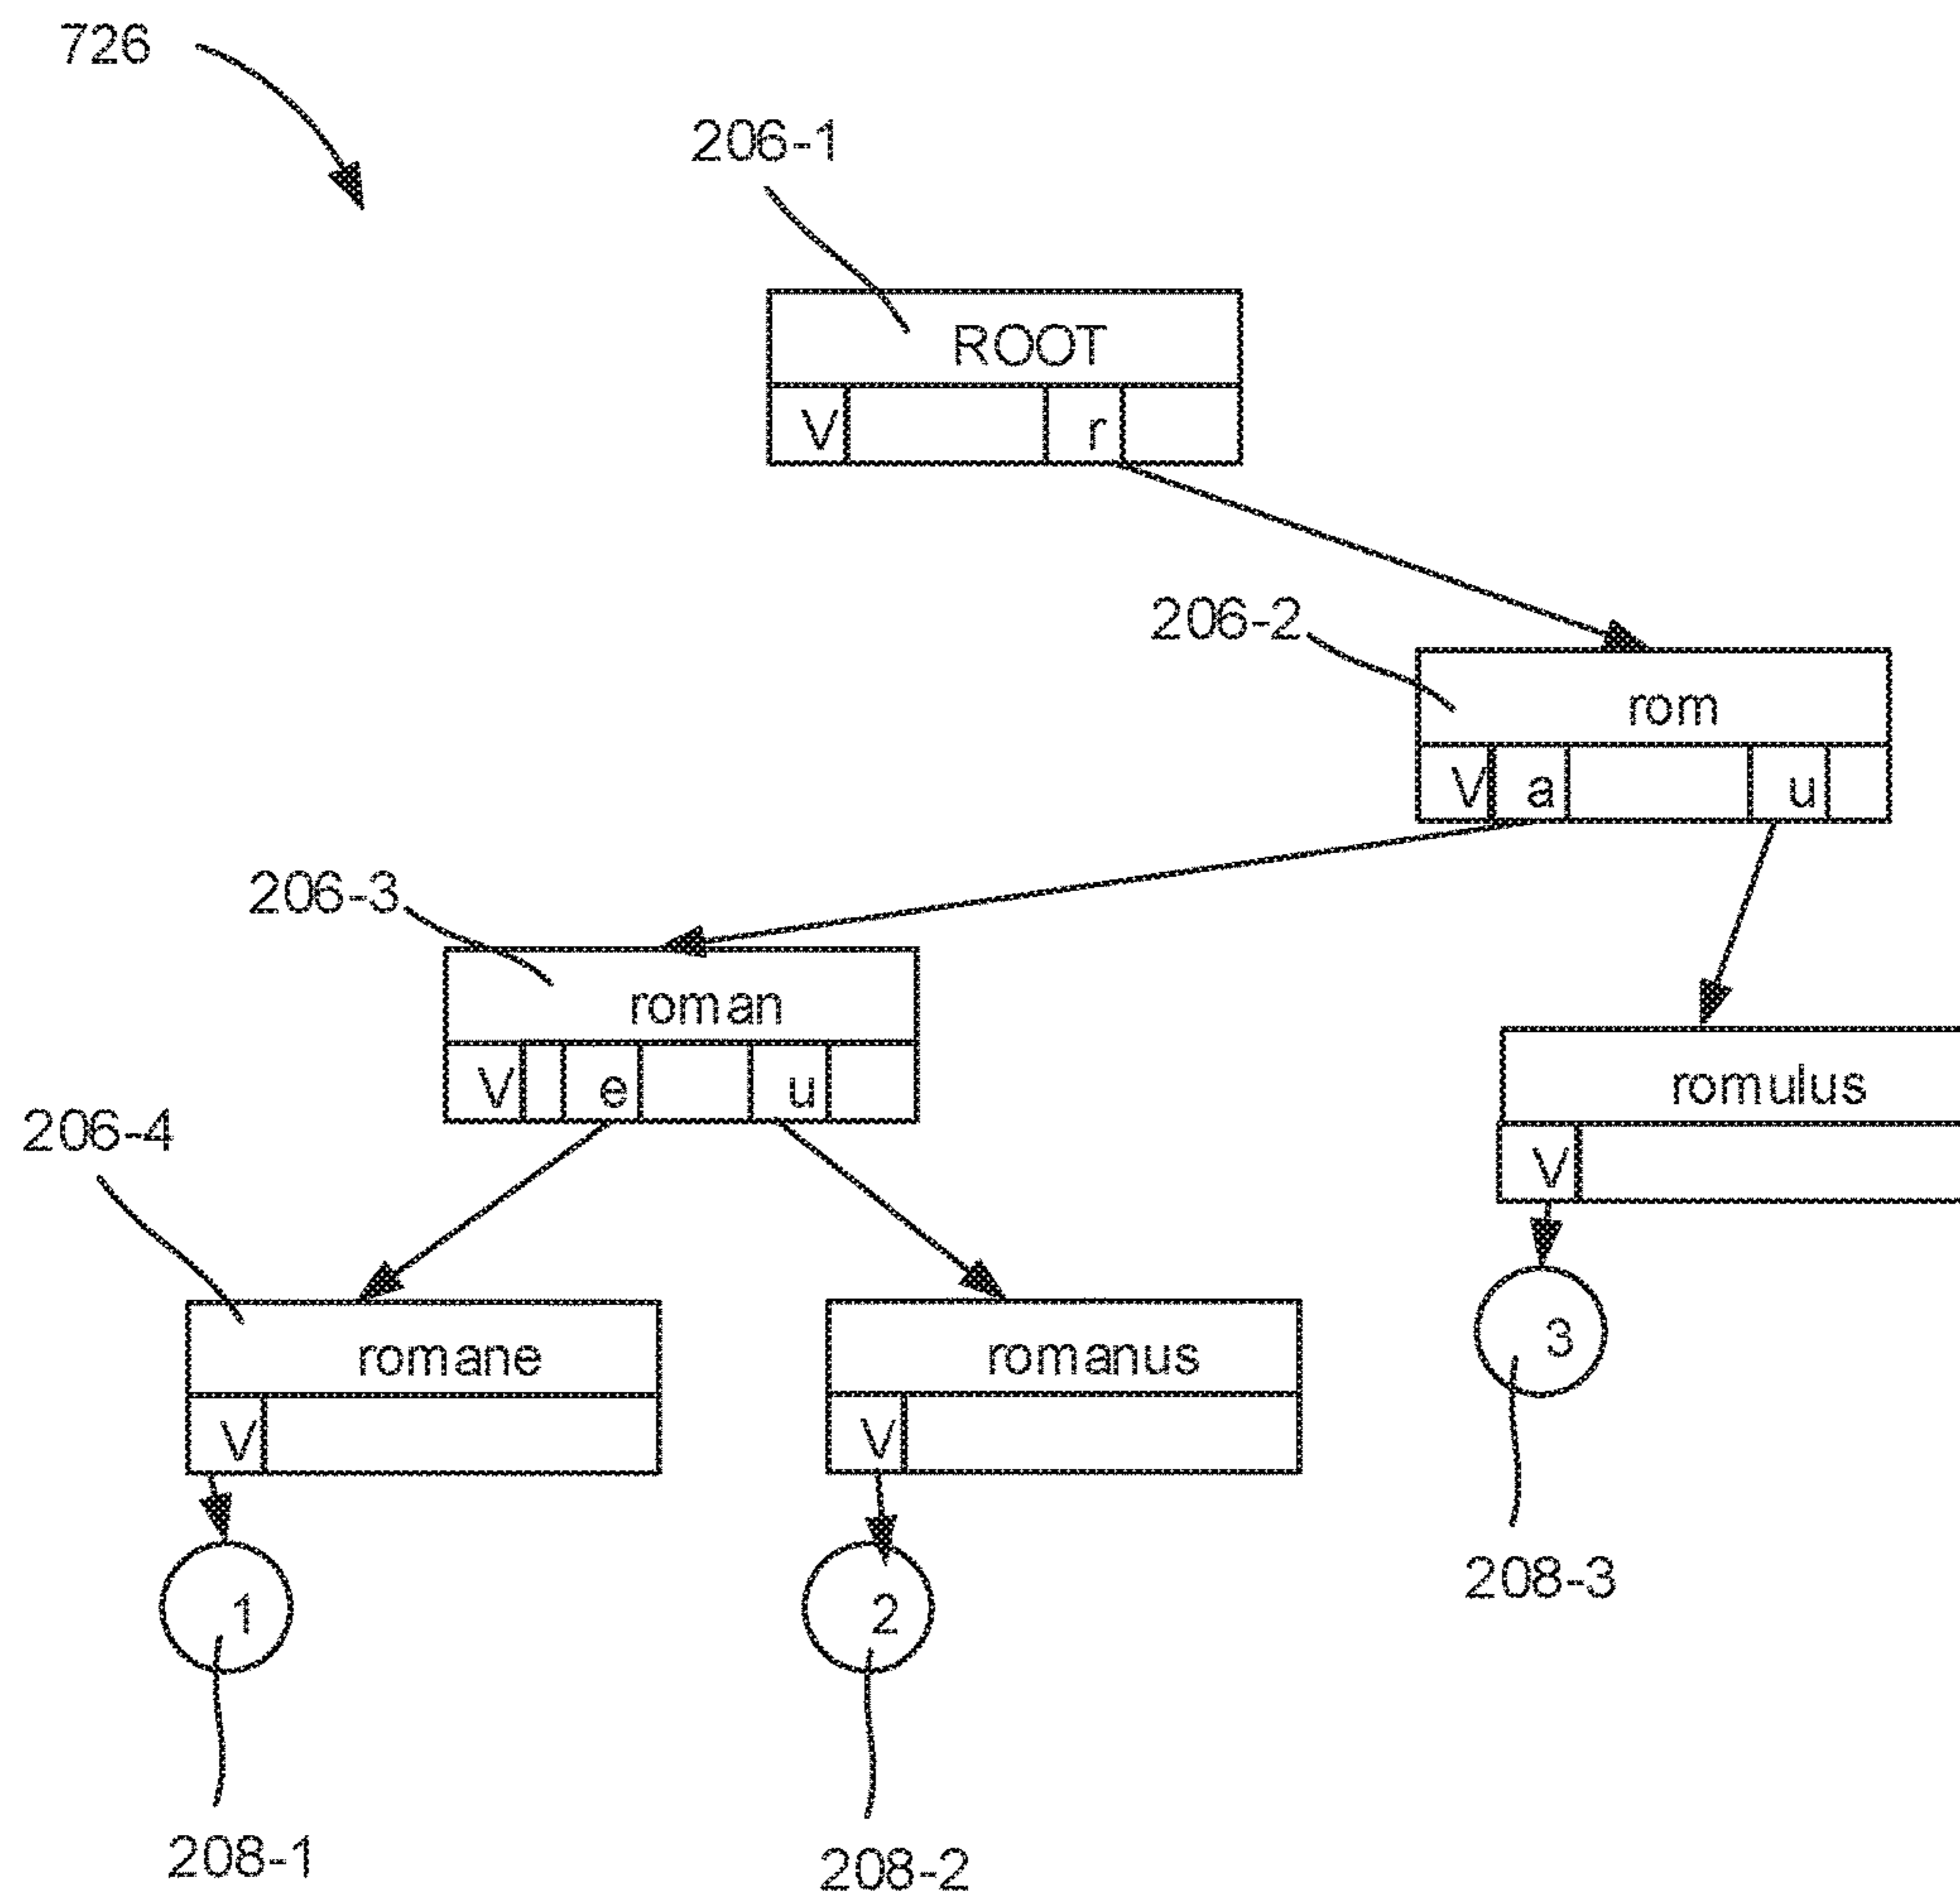 726
206-1
ROOT
V r
206-2
rom
V a u
206-3
roman
V e u
romulus
V
206-4
romane
V
romanus
V
3
1
2
208-3
208-1
208-2